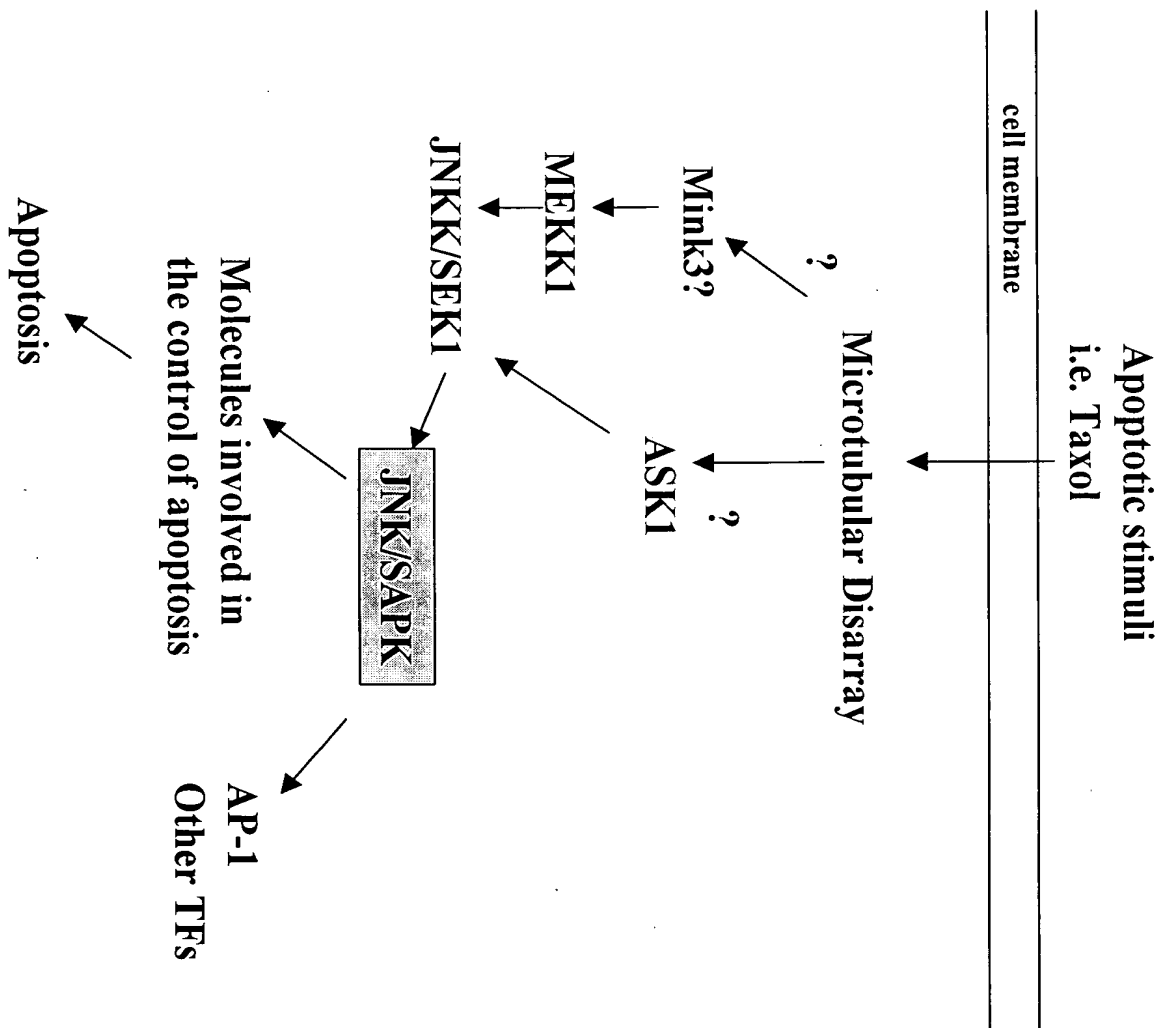 Apoptotic stimuli
i.e. Taxol
cell membrane
Microtubular Disarray
?
?
Mink3?
ASK1
MEKK1
JNKK/SEK1
JNK/SAPK
Molecules involved in
the control of apoptosis
AP-1
Other TFs
Apoptosis